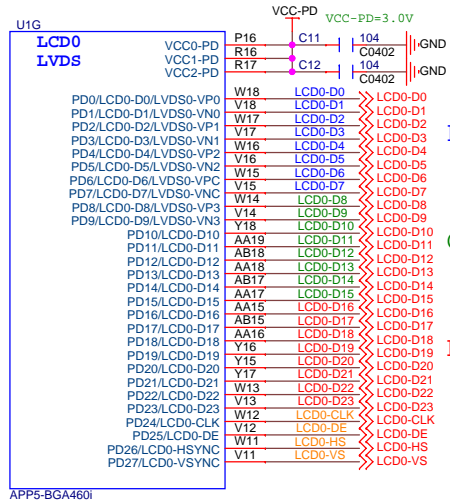 VCC-PD
VCC-PD=3.0V
U1G
LCD0
LVDS
VCC0-PD P16 C11 104 C0402 GND
VCC1-PD R16
VCC2-PD R17 C12 104 C0402 GND
PD0/LCD0-D0/LVDS0-VP0 W18 LCD0-D0 LCD0-D0
PD1/LCD0-D1/LVDS0-VN0 V18 LCD0-D1 LCD0-D1
PD2/LCD0-D2/LVDS0-VP1 W17 LCD0-D2 LCD0-D2
PD3/LCD0-D3/LVDS0-VN1 V17 LCD0-D3 LCD0-D3
PD4/LCD0-D4/LVDS0-VP2 W16 LCD0-D4 LCD0-D4
PD5/LCD0-D5/LVDS0-VN2 V16 LCD0-D5 LCD0-D5
PD6/LCD0-D6/LVDS0-VPC W15 LCD0-D6 LCD0-D6
PD7/LCD0-D7/LVDS0-VNC V15 LCD0-D7 LCD0-D7
PD8/LCD0-D8/LVDS0-VP3 W14 LCD0-D8 LCD0-D8
PD9/LCD0-D9/LVDS0-VN3 V14 LCD0-D9 LCD0-D9
PD10/LCD0-D10 Y18 LCD0-D10 LCD0-D10
PD11/LCD0-D11 AA19 LCD0-D11 LCD0-D11
PD12/LCD0-D12 AB18 LCD0-D12 LCD0-D12
PD13/LCD0-D13 AA18 LCD0-D13 LCD0-D13
PD14/LCD0-D14 AB17 LCD0-D14 LCD0-D14
PD15/LCD0-D15 AA17 LCD0-D15 LCD0-D15
PD16/LCD0-D16 AA15 LCD0-D16 LCD0-D16
PD17/LCD0-D17 AB15 LCD0-D17 LCD0-D17
PD18/LCD0-D18 AA16 LCD0-D18 LCD0-D18
PD19/LCD0-D19 Y16 LCD0-D19 LCD0-D19
PD20/LCD0-D20 Y15 LCD0-D20 LCD0-D20
PD21/LCD0-D21 Y17 LCD0-D21 LCD0-D21
PD22/LCD0-D22 W13 LCD0-D22 LCD0-D22
PD23/LCD0-D23 V13 LCD0-D23 LCD0-D23
PD24/LCD0-CLK W12 LCD0-CLK LCD0-CLK
PD25/LCD0-DE V12 LCD0-DE LCD0-DE
PD26/LCD0-HSYNC W11 LCD0-HS LCD0-HS
PD27/LCD0-VSYNC V11 LCD0-VS LCD0-VS
APP5-BGA460i